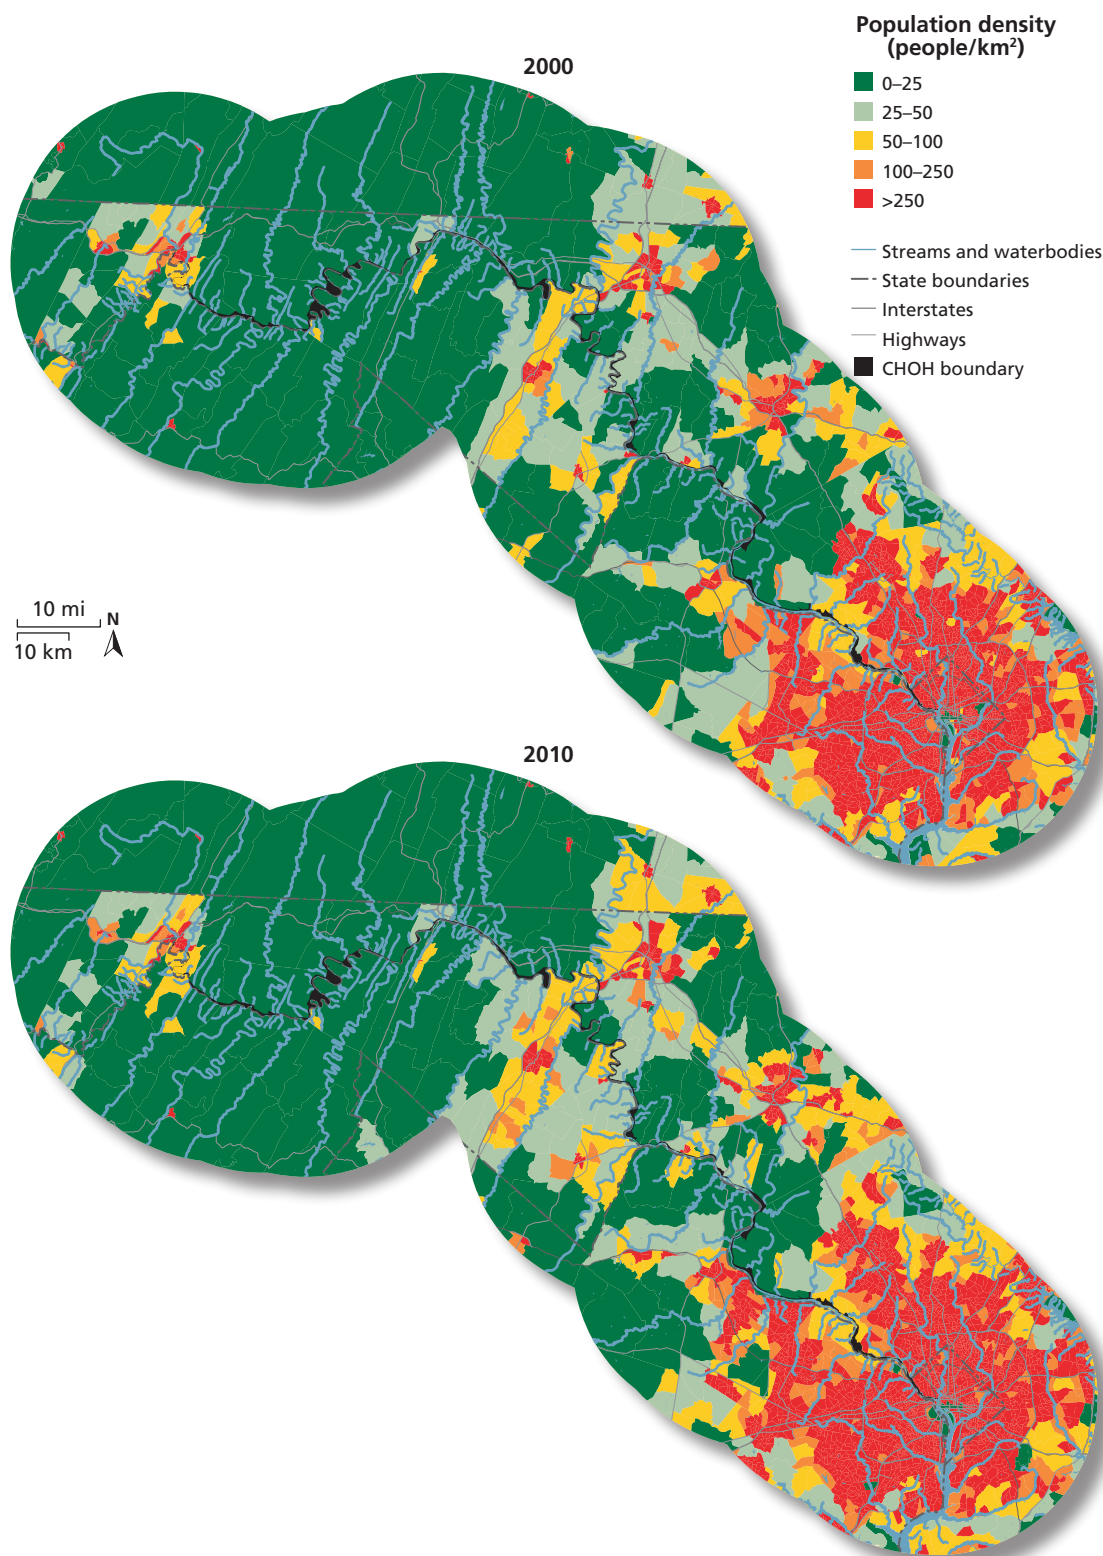 Population density
(people/km²)
2000
0–25
25–50
50–100
100–250
>250
Streams and waterbodies
State boundaries
Interstates
Highways
CHOH boundary
10 mi
N
10 km
2010